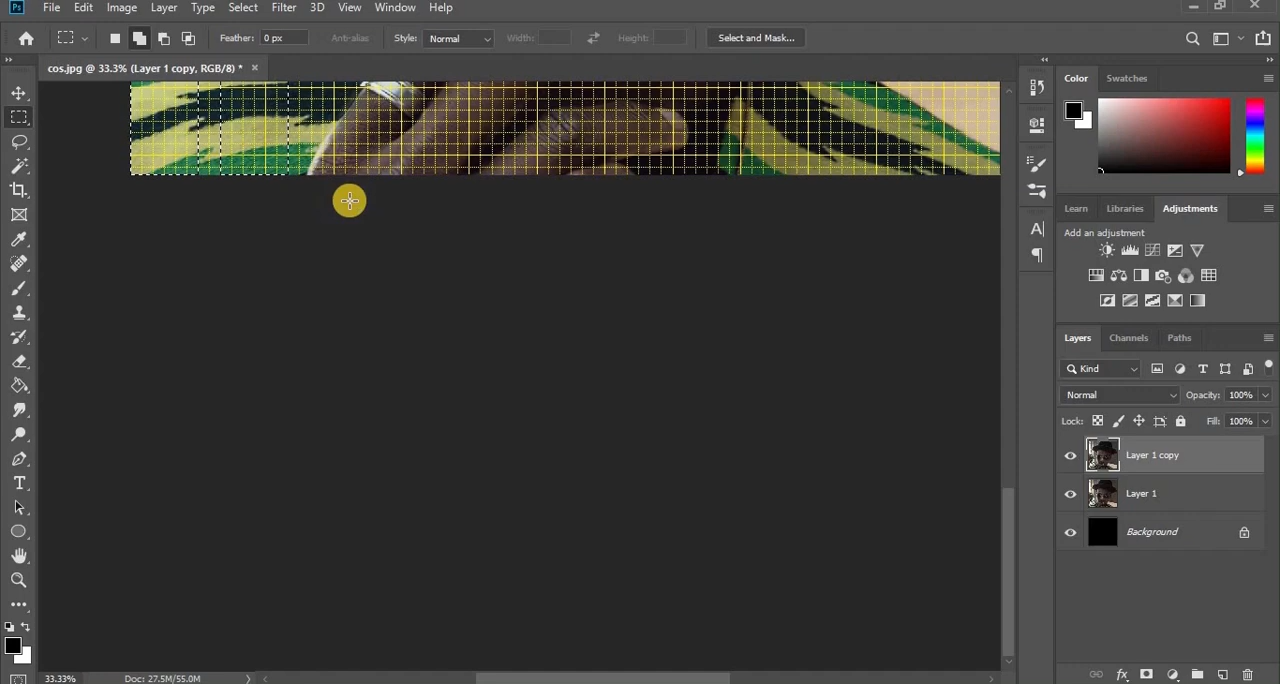 Ps File Edit Image Layer Type Select Filter 3D View Window Help
Feather: 0 px Anti-alias Style: Normal Width: Height: Select and Mask...
cos.jpg @ 33.3% (Layer 1 copy, RGB/8) *
Color Swatches
Learn Libraries Adjustments
Add an adjustment
Layers Channels Paths
Kind
Normal Opacity: 100%
Lock: Fill: 100%
Layer 1 copy
Layer 1
Background
33.33% Doc: 27.5M/55.0M